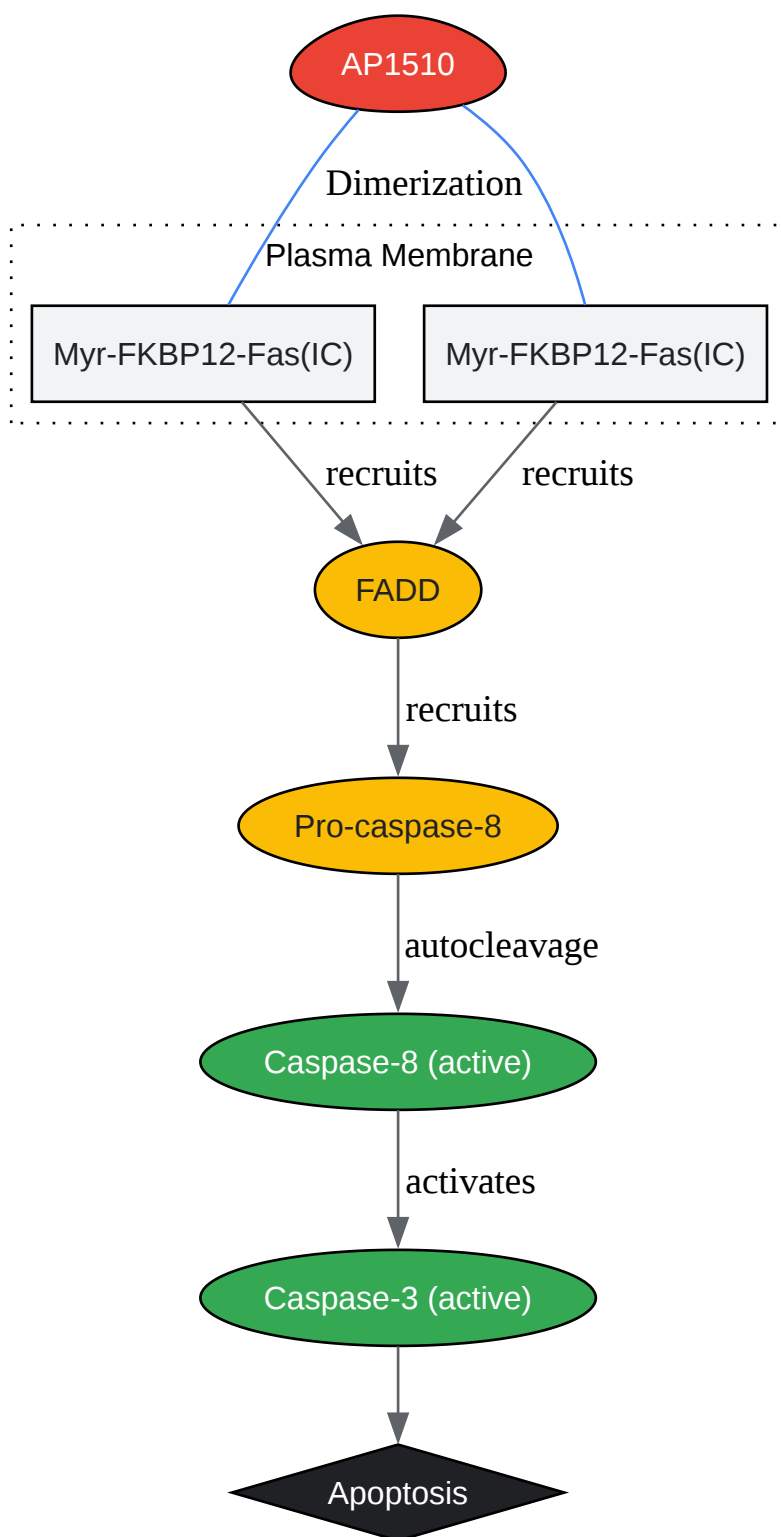 AP1510
Dimerization
Plasma Membrane
Myr-FKBP12-Fas(IC)
Myr-FKBP12-Fas(IC)
recruits
recruits
FADD
recruits
Pro-caspase-8
autocleavage
Caspase-8 (active)
activates
Caspase-3 (active)
Apoptosis